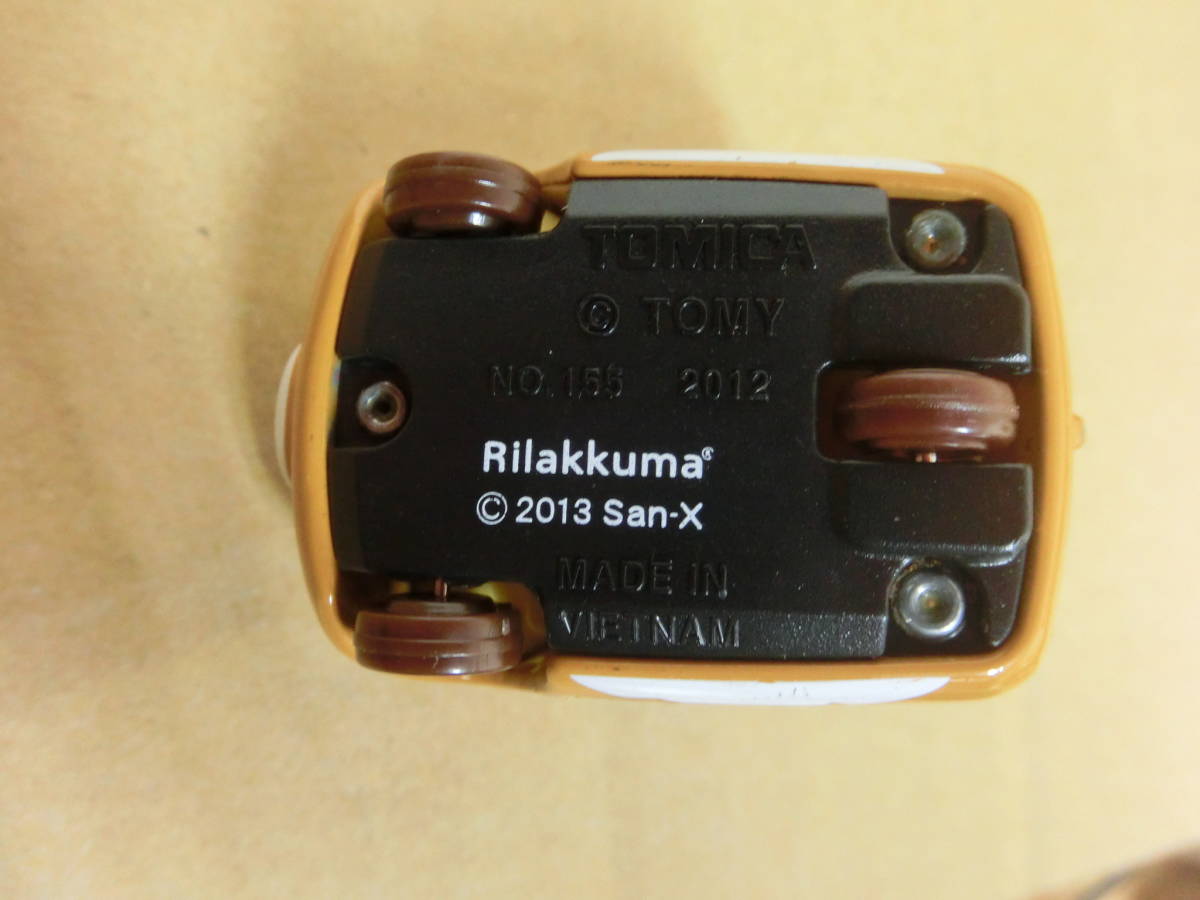 TOMICA
© TOMY
NO.155 2012
Rilakkuma®
© 2013 San-X
MADE IN
VIETNAM